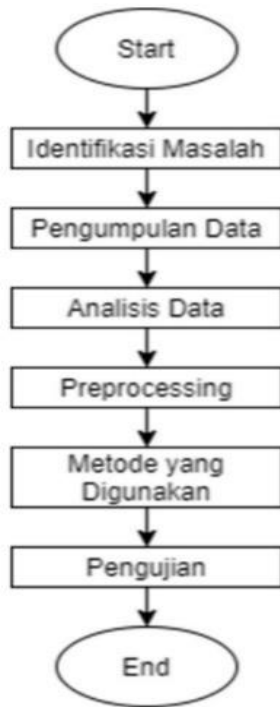 Start
Identifikasi Masalah
Pengumpulan Data
Analisis Data
Preprocessing
Metode yang
Digunakan
Pengujian
End